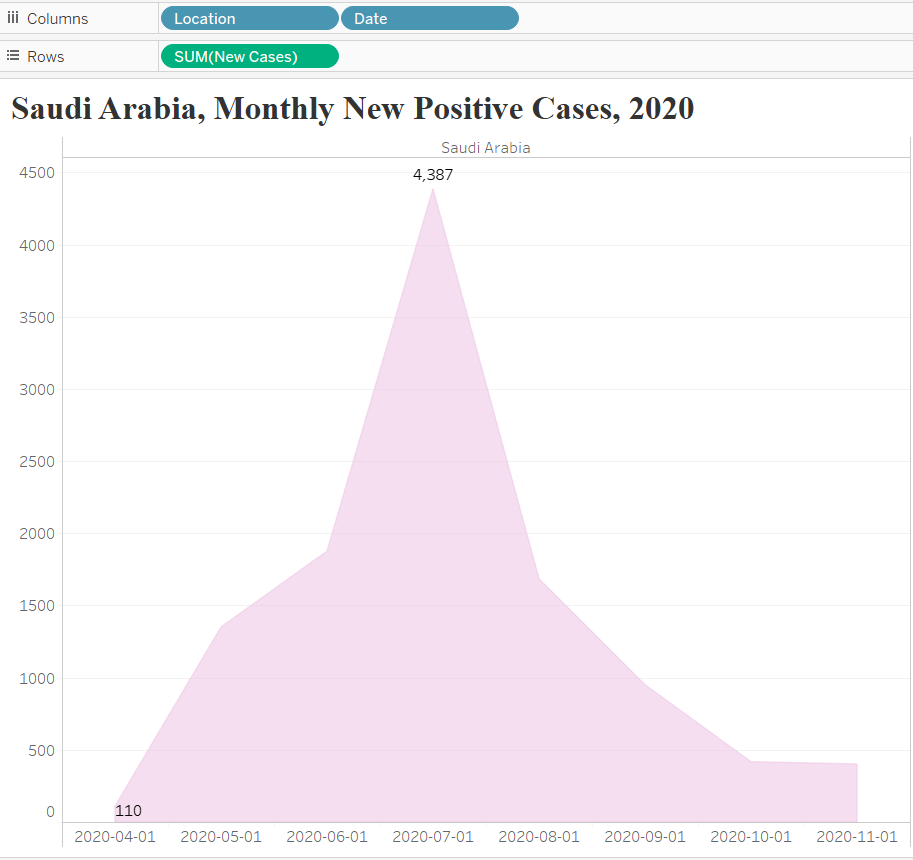 Columns Location Date
Rows SUM(New Cases)
Saudi Arabia, Monthly New Positive Cases, 2020
Saudi Arabia
4500
4,387
4000
3500
3000
2500
2000
1500
1000
500
0
110
2020-04-01 2020-05-01 2020-06-01 2020-07-01 2020-08-01 2020-09-01 2020-10-01 2020-11-01